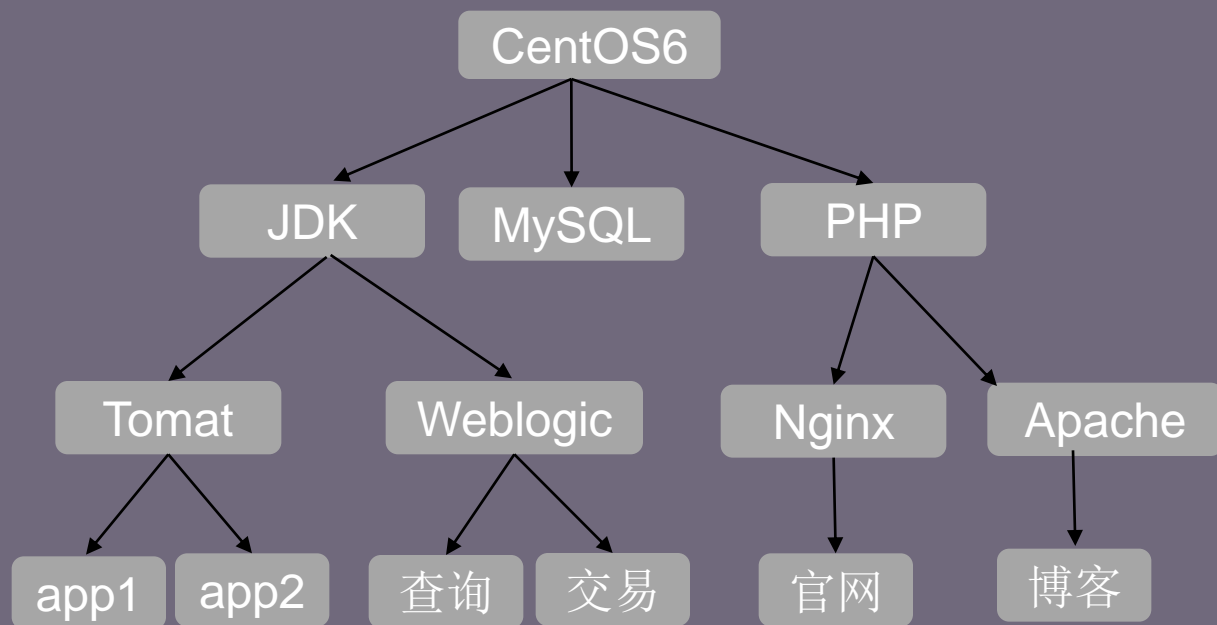 CentOS6
JDK
MySQL
PHP
Tomat
Weblogic
Nginx
Apache
app1
app2
查询
交易
官网
博客